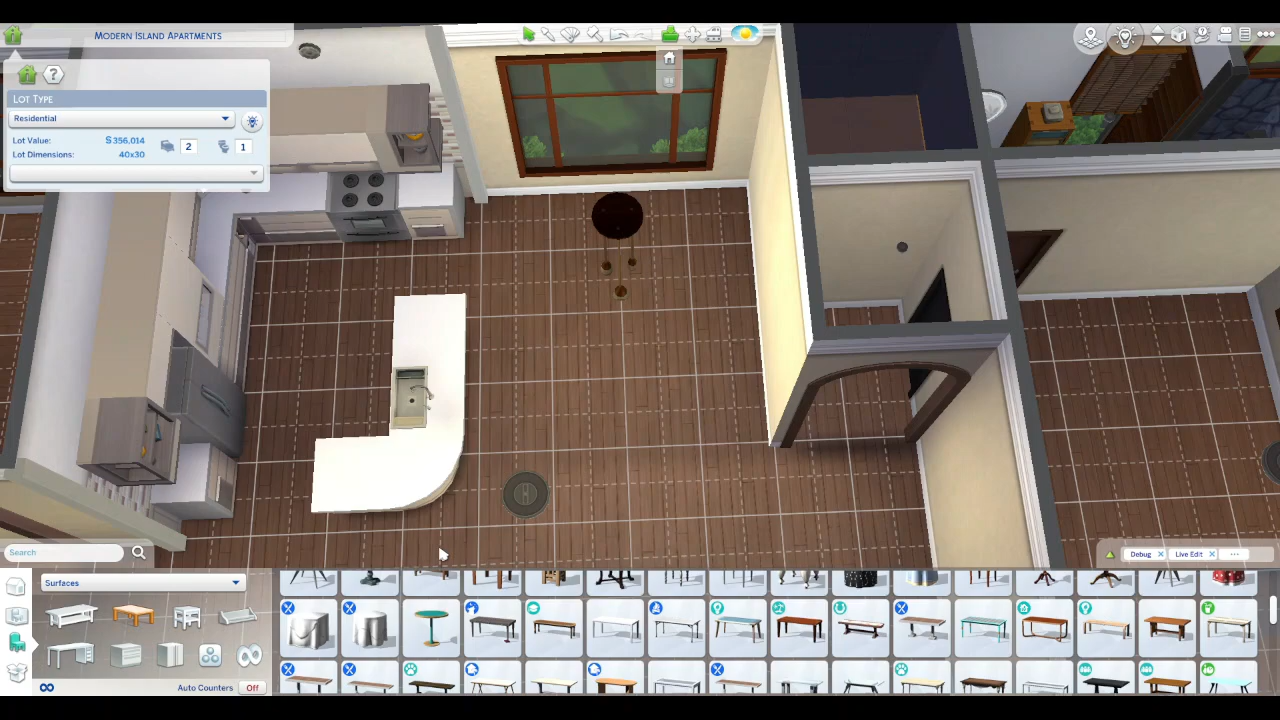 MODERN ISLAND APARTMENTS
?
LOT TYPE
Residential
Lot Value: §356,014
2
1
Lot Dimensions: 40x30
Search
Debug ×
Live Edit ×
...
Surfaces
Auto Counters
Off